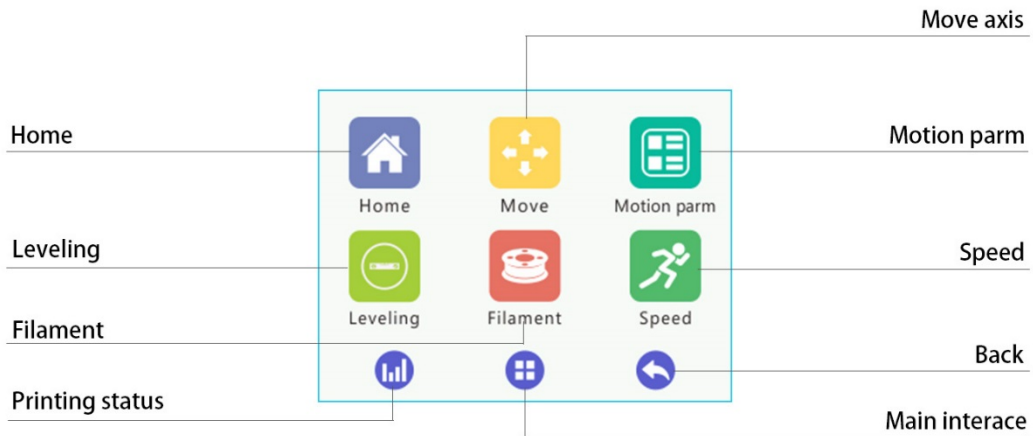 Move axis
Home
Motion parm
Home
Move
Motion parm
Leveling
Speed
Leveling
Filament
Speed
Filament
Back
Printing status
Main interace